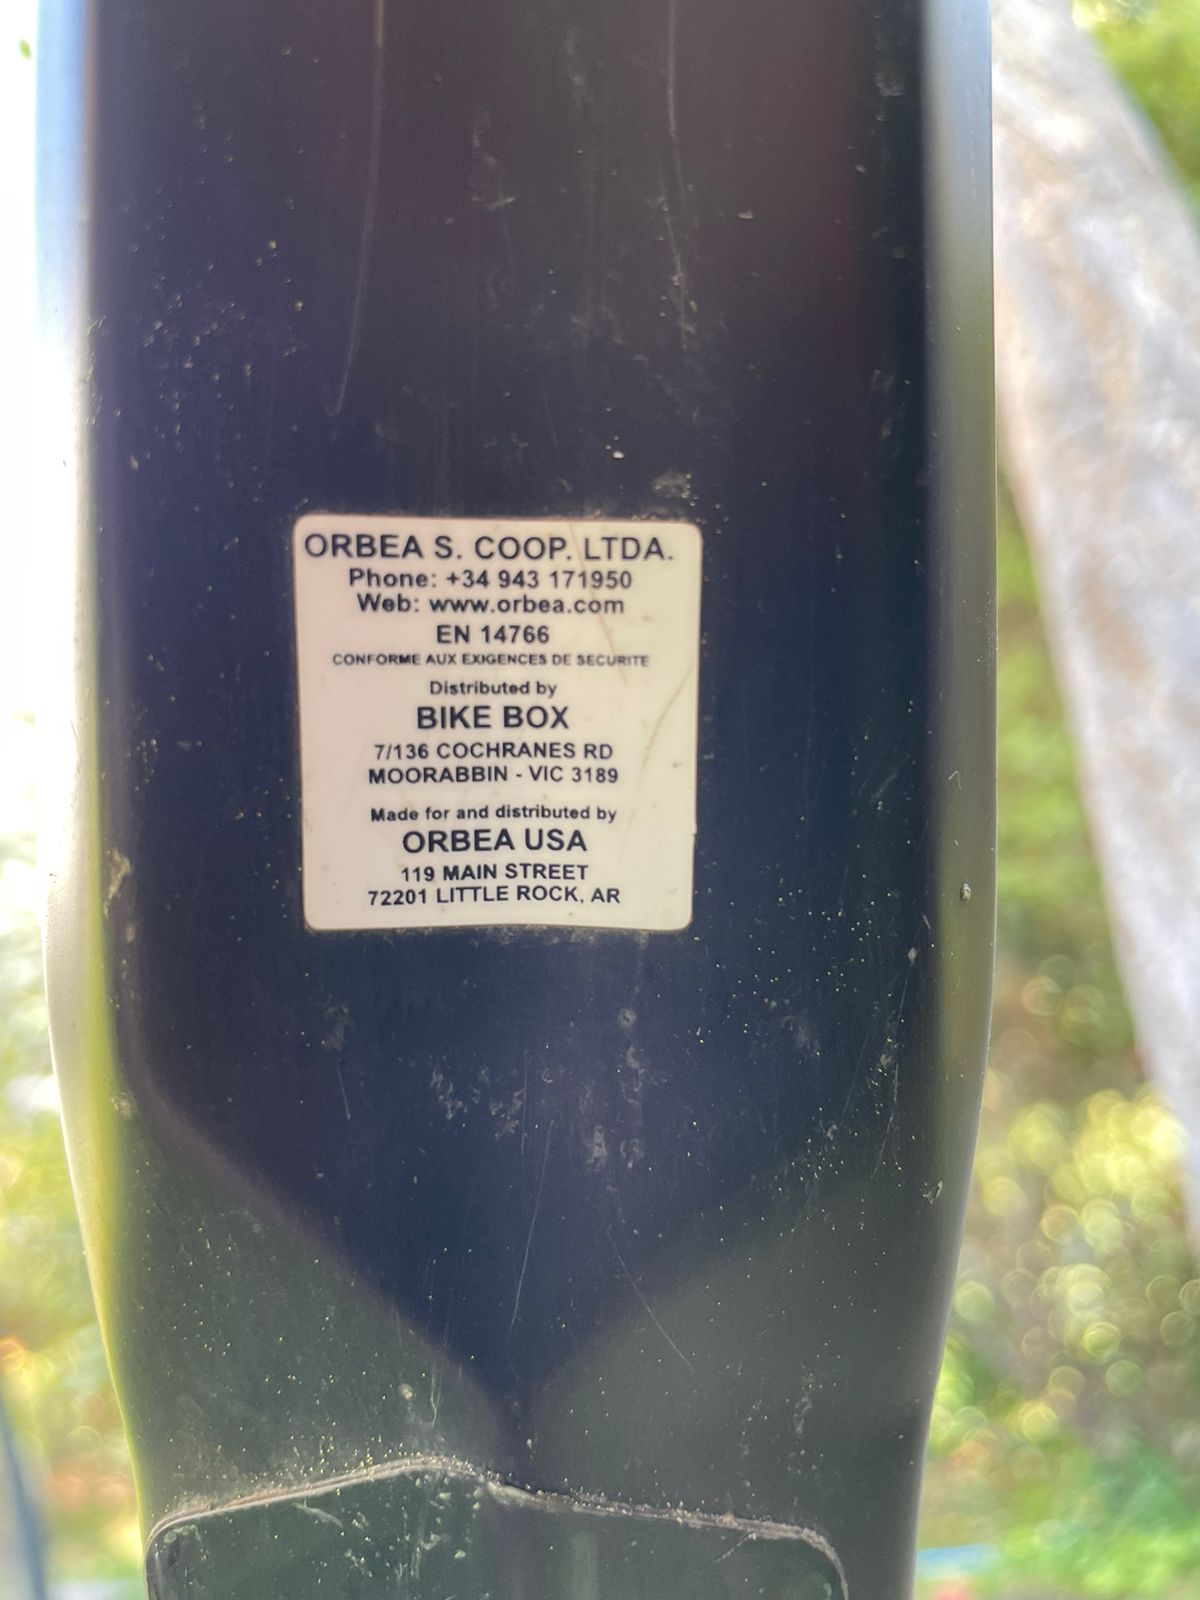 ORBEA S. COOP. LTDA.
Phone: +34 943 171950
Web: www.orbea.com
EN 14766
CONFORME AUX EXIGENCES DE SECURITE
Distributed by
BIKE BOX
7/136 COCHRANES RD
MOORABBIN - VIC 3189
Made for and distributed by
ORBEA USA
119 MAIN STREET
72201 LITTLE ROCK, AR